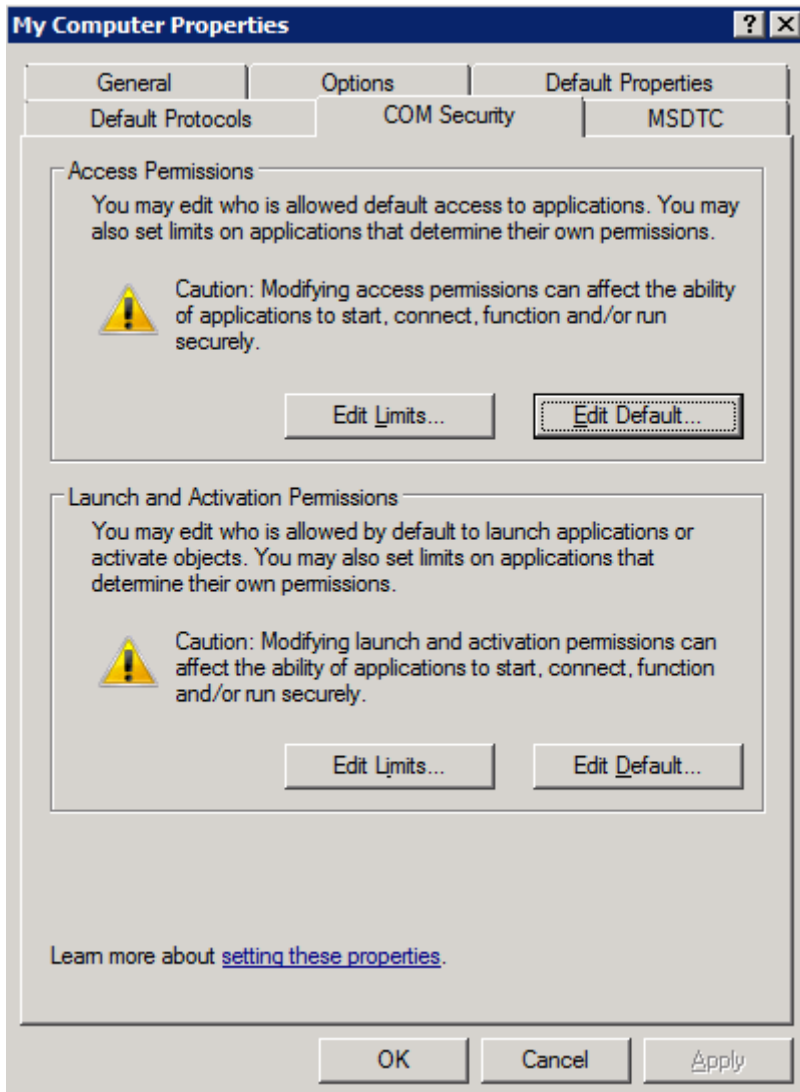 My Computer Properties
General Options Default Properties
Default Protocols COM Security MSDTC
Access Permissions
You may edit who is allowed default access to applications. You may
also set limits on applications that determine their own permissions.
Caution: Modifying access permissions can affect the ability
of applications to start, connect, function and/or run
securely.
Edit Limits... Edit Default...
Launch and Activation Permissions
You may edit who is allowed by default to launch applications or
activate objects. You may also set limits on applications that
determine their own permissions.
Caution: Modifying launch and activation permissions can
affect the ability of applications to start, connect, function
and/or run securely.
Edit Limits... Edit Default...
Learn more about setting these properties.
OK Cancel Apply